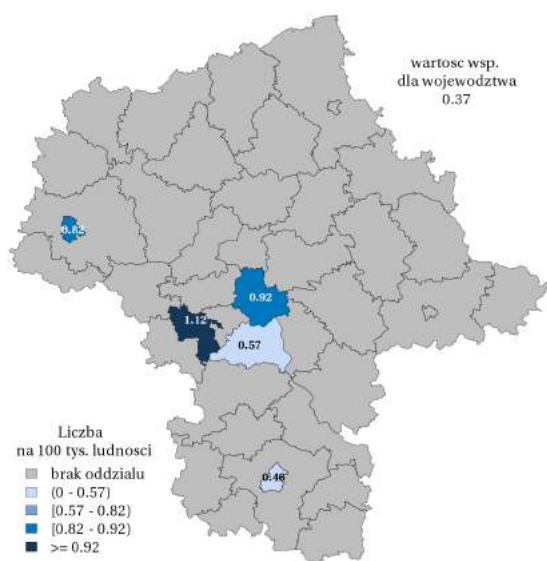 wartosc wsp.
dla wojewodztwa
0.37
0.82
0.92
1.12
0.57
0.46
Liczba
na 100 tys. ludnosci
brak oddzialu
(0 - 0.57)
[0.57 - 0.82)
[0.82 - 0.92)
>= 0.92